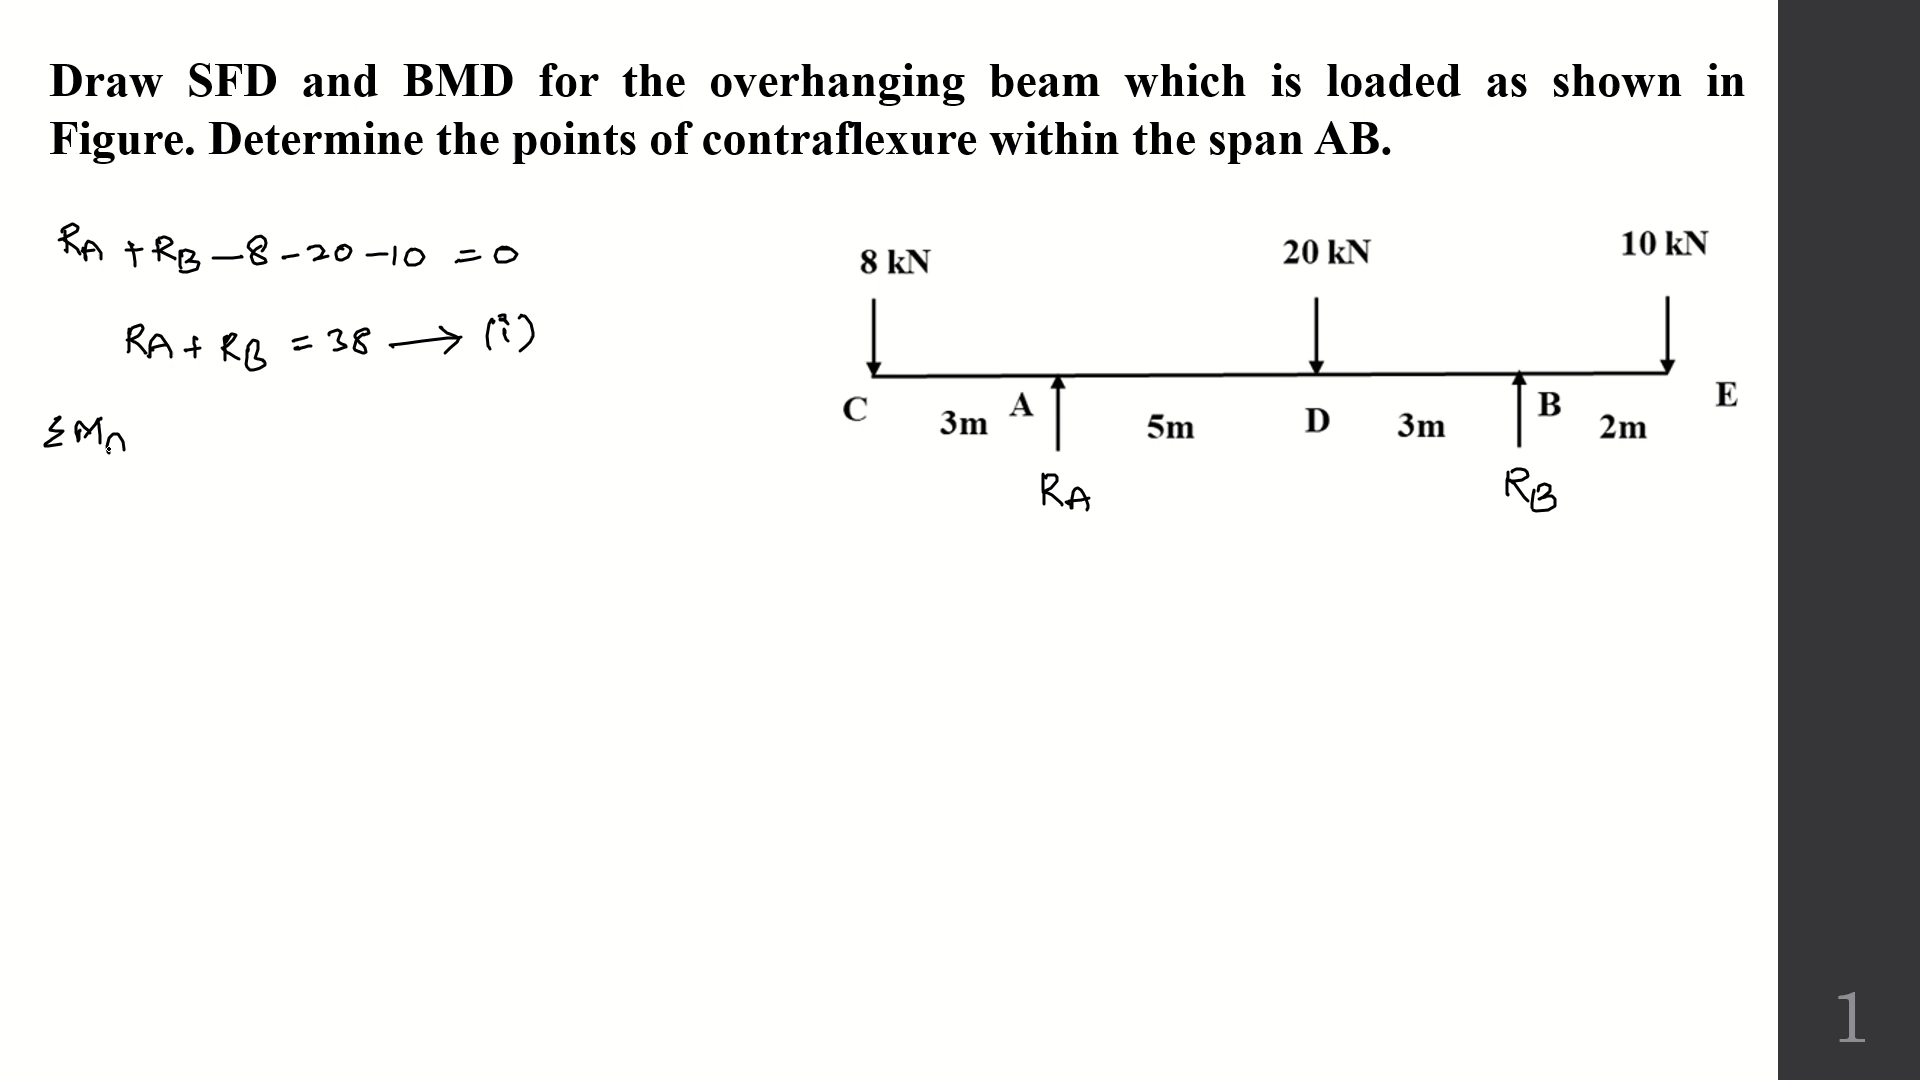 Draw SFD and BMD for the overhanging beam which is loaded as shown in
Figure. Determine the points of contraflexure within the span AB.
RA + RB - 8 - 20 - 10 = 0
RA + RB = 38 → (i)
ΣM
8 kN
20 kN
10 kN
C
3m
A
5m
D
3m
B
2m
E
RA
RB
1